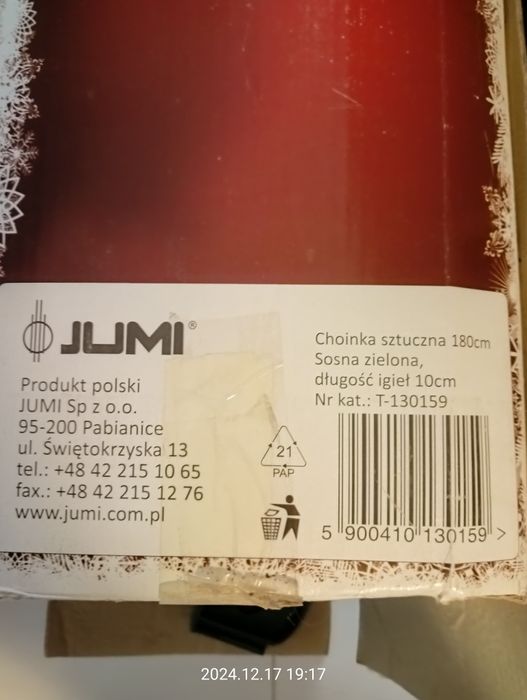 JUMI®
Produkt polski
JUMI Sp z o.o.
95-200 Pabianice
ul. Świętokrzyska 13
tel.: +48 42 215 10 65
fax.: +48 42 215 12 76
www.jumi.com.pl
21
PAP
Choinka sztuczna 180cm
Sosna zielona,
długość igieł 10cm
Nr kat.: T-130159
5 900410 130159 >
2024.12.17 19:17